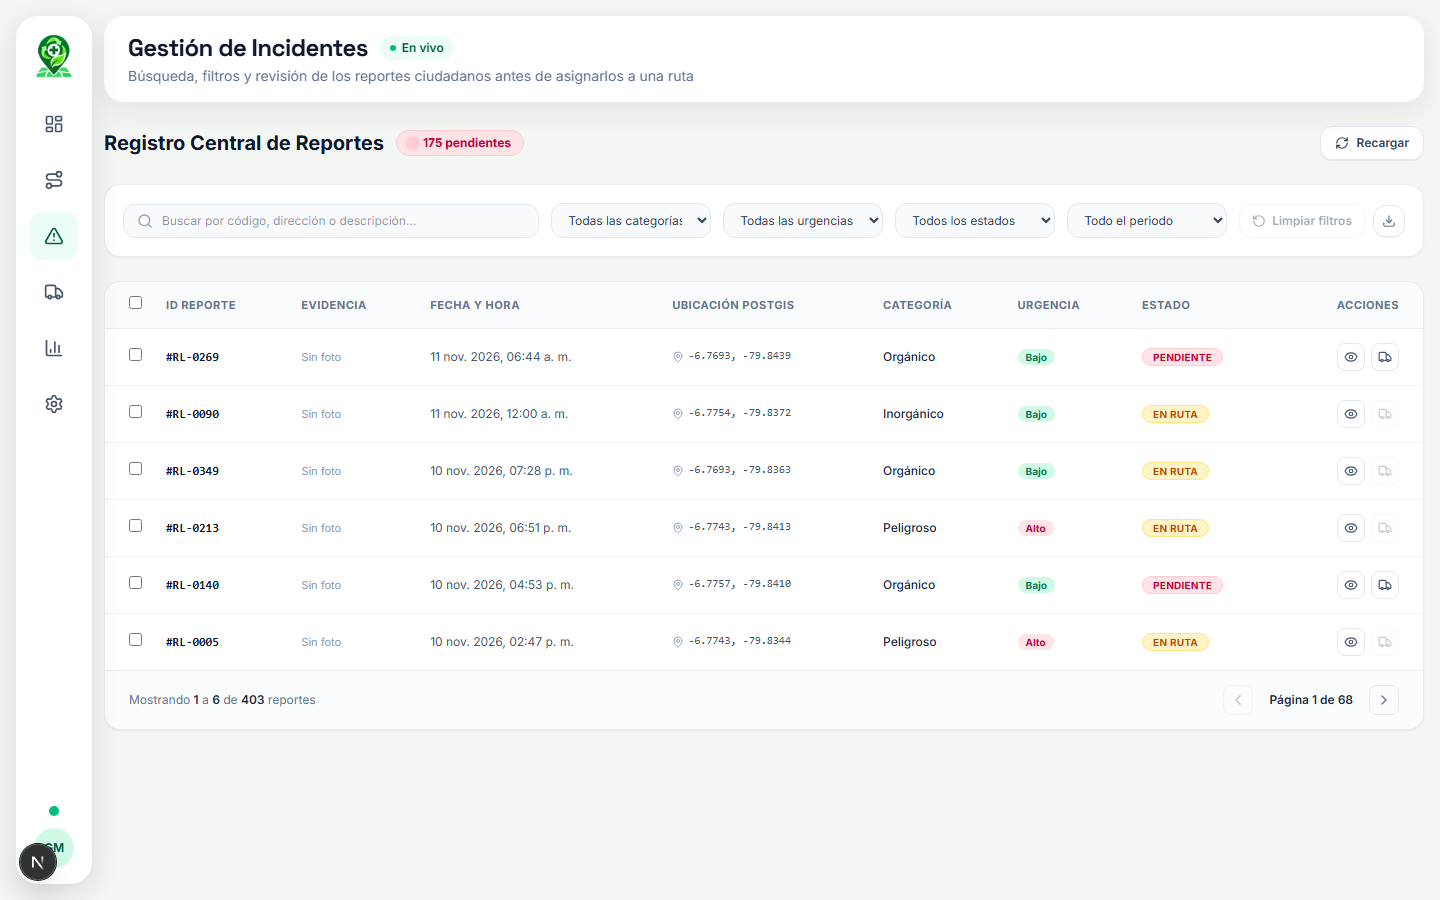 Gestión de Incidentes En vivo
Búsqueda, filtros y revisión de los reportes ciudadanos antes de asignarlos a una ruta
Registro Central de Reportes 175 pendientes Recargar
Buscar por código, dirección o descripción... Todas las categorías Todas las urgencias Todos los estados Todo el periodo Limpiar filtros
ID REPORTE EVIDENCIA FECHA Y HORA UBICACIÓN POSTGIS CATEGORÍA URGENCIA ESTADO ACCIONES
#RL-0269 Sin foto 11 nov. 2026, 06:44 a. m. -6.7693, -79.8439 Orgánico Bajo PENDIENTE
#RL-0090 Sin foto 11 nov. 2026, 12:00 a. m. -6.7754, -79.8372 Inorgánico Bajo EN RUTA
#RL-0349 Sin foto 10 nov. 2026, 07:28 p. m. -6.7693, -79.8363 Orgánico Bajo EN RUTA
#RL-0213 Sin foto 10 nov. 2026, 06:51 p. m. -6.7743, -79.8413 Peligroso Alto EN RUTA
#RL-0140 Sin foto 10 nov. 2026, 04:53 p. m. -6.7757, -79.8410 Orgánico Bajo PENDIENTE
#RL-0005 Sin foto 10 nov. 2026, 02:47 p. m. -6.7743, -79.8344 Peligroso Alto EN RUTA
Mostrando 1 a 6 de 403 reportes Página 1 de 68
N